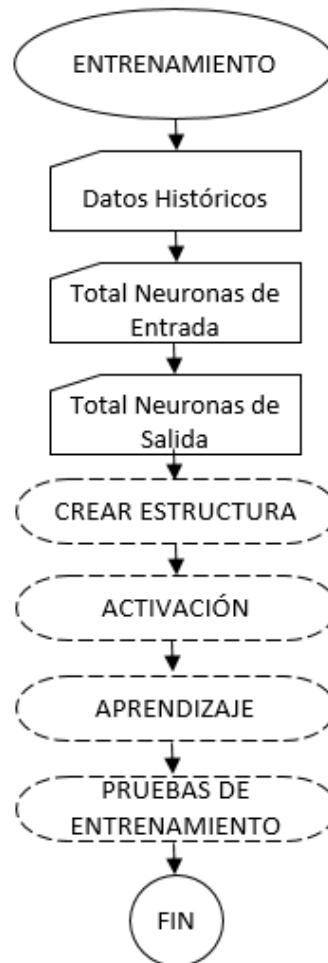 ENTRENAMIENTO
Datos Históricos
Total Neuronas de
Entrada
Total Neuronas de
Salida
CREAR ESTRUCTURA
ACTIVACIÓN
APRENDIZAJE
PRUEBAS DE
ENTRENAMIENTO
FIN